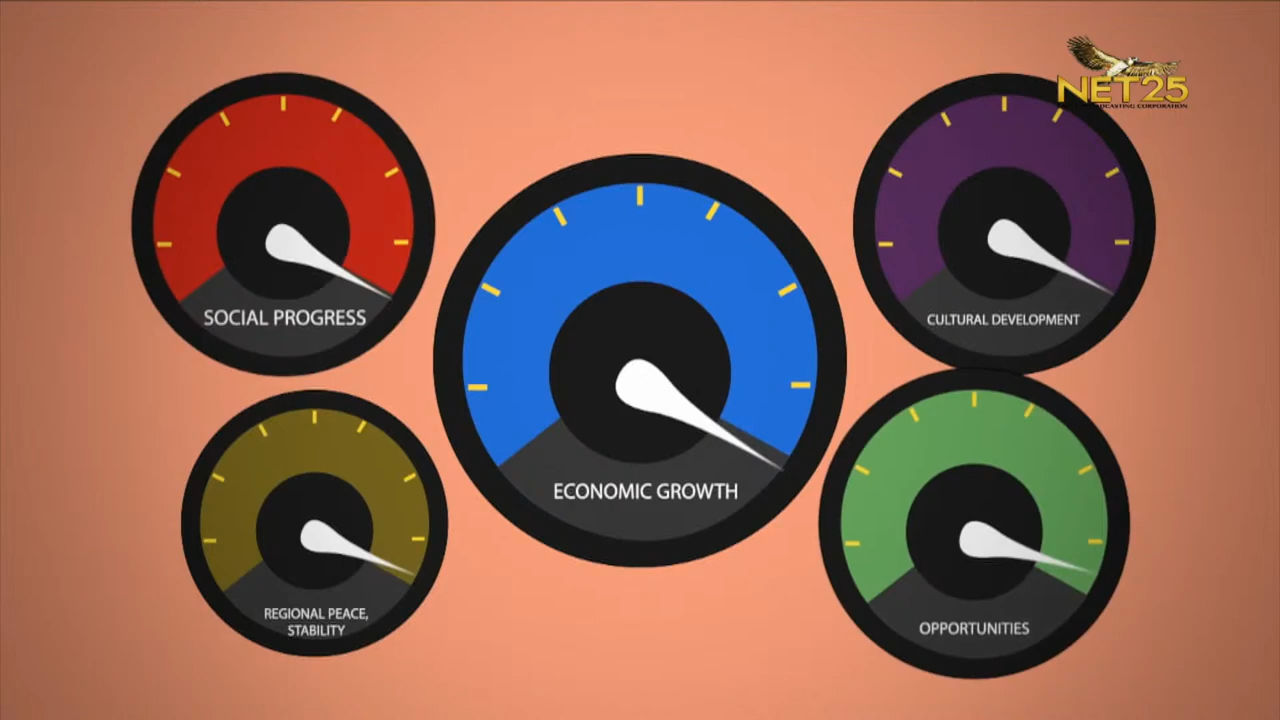 NET25
SOCIAL PROGRESS
CULTURAL DEVELOPMENT
ECONOMIC GROWTH
REGIONAL PEACE,
STABILITY
OPPORTUNITIES